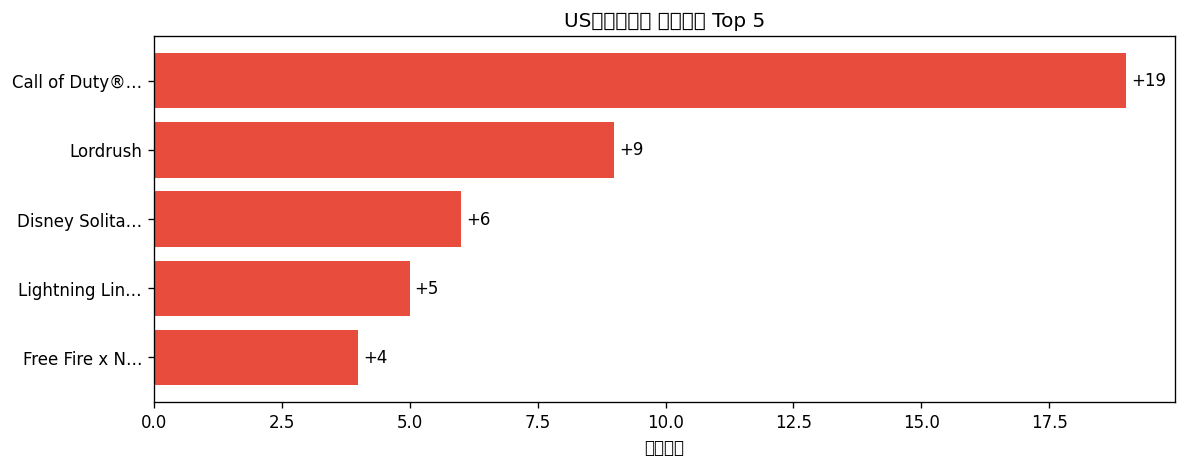 US Top 5
Call of Duty®…
+19
Lordrush
+9
Disney Solita…
+6
Lightning Lin…
+5
Free Fire x N…
+4
0.0 2.5 5.0 7.5 10.0 12.5 15.0 17.5